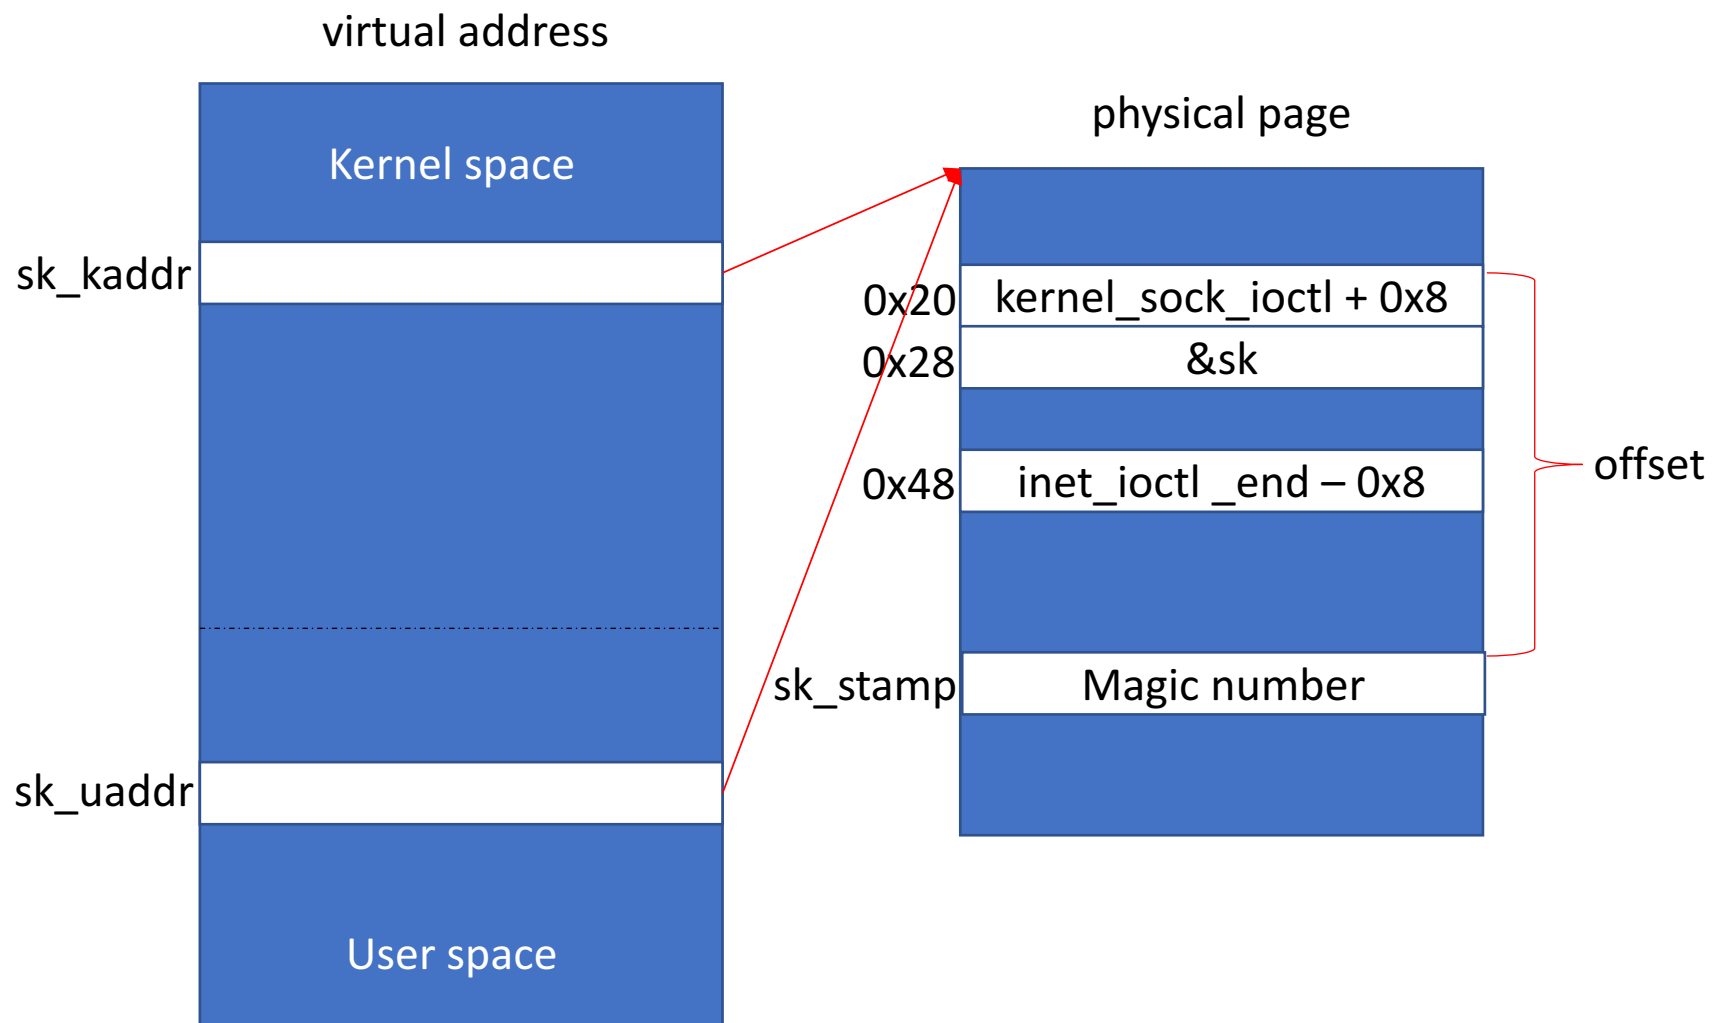 virtual address
Kernel space
sk_kaddr
sk_uaddr
User space
physical page
0x20
kernel_sock_ioctl + 0x8
0x28
&sk
0x48
inet_ioctl _end – 0x8
offset
sk_stamp
Magic number